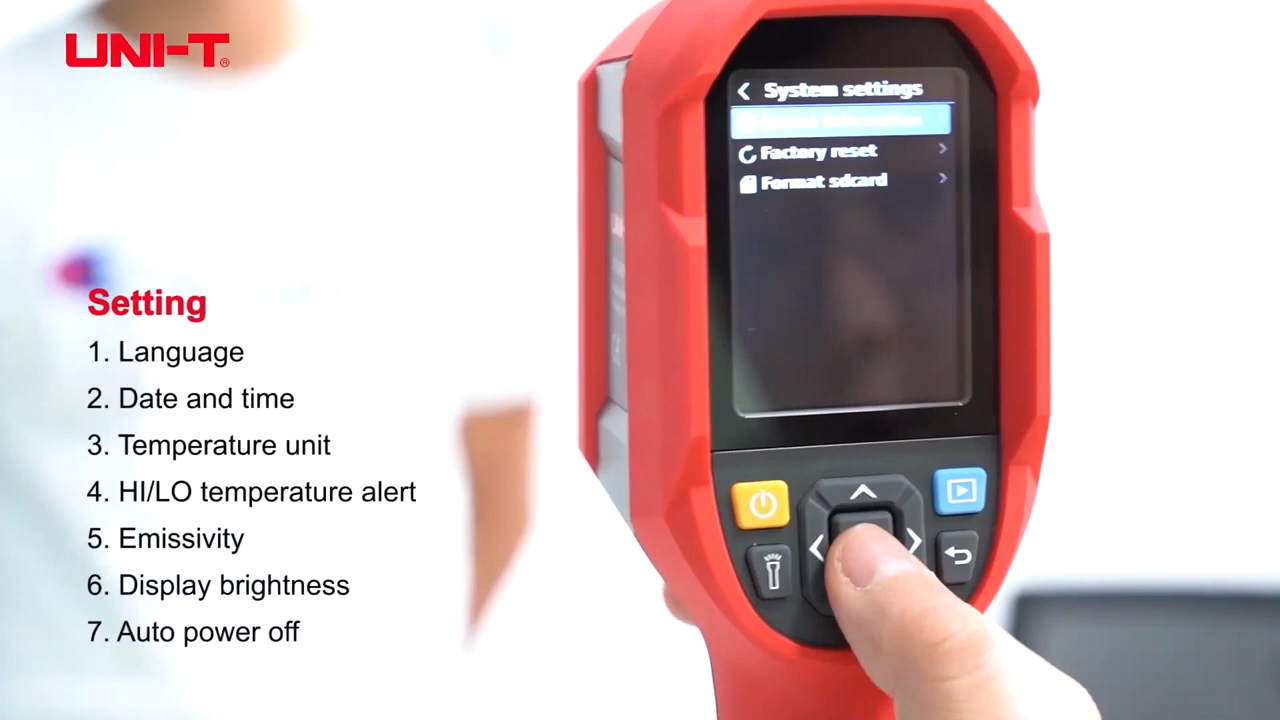 UNI-T®
System settings
Factory reset
Format sdcard
Setting
1. Language
2. Date and time
3. Temperature unit
4. HI/LO temperature alert
5. Emissivity
6. Display brightness
7. Auto power off